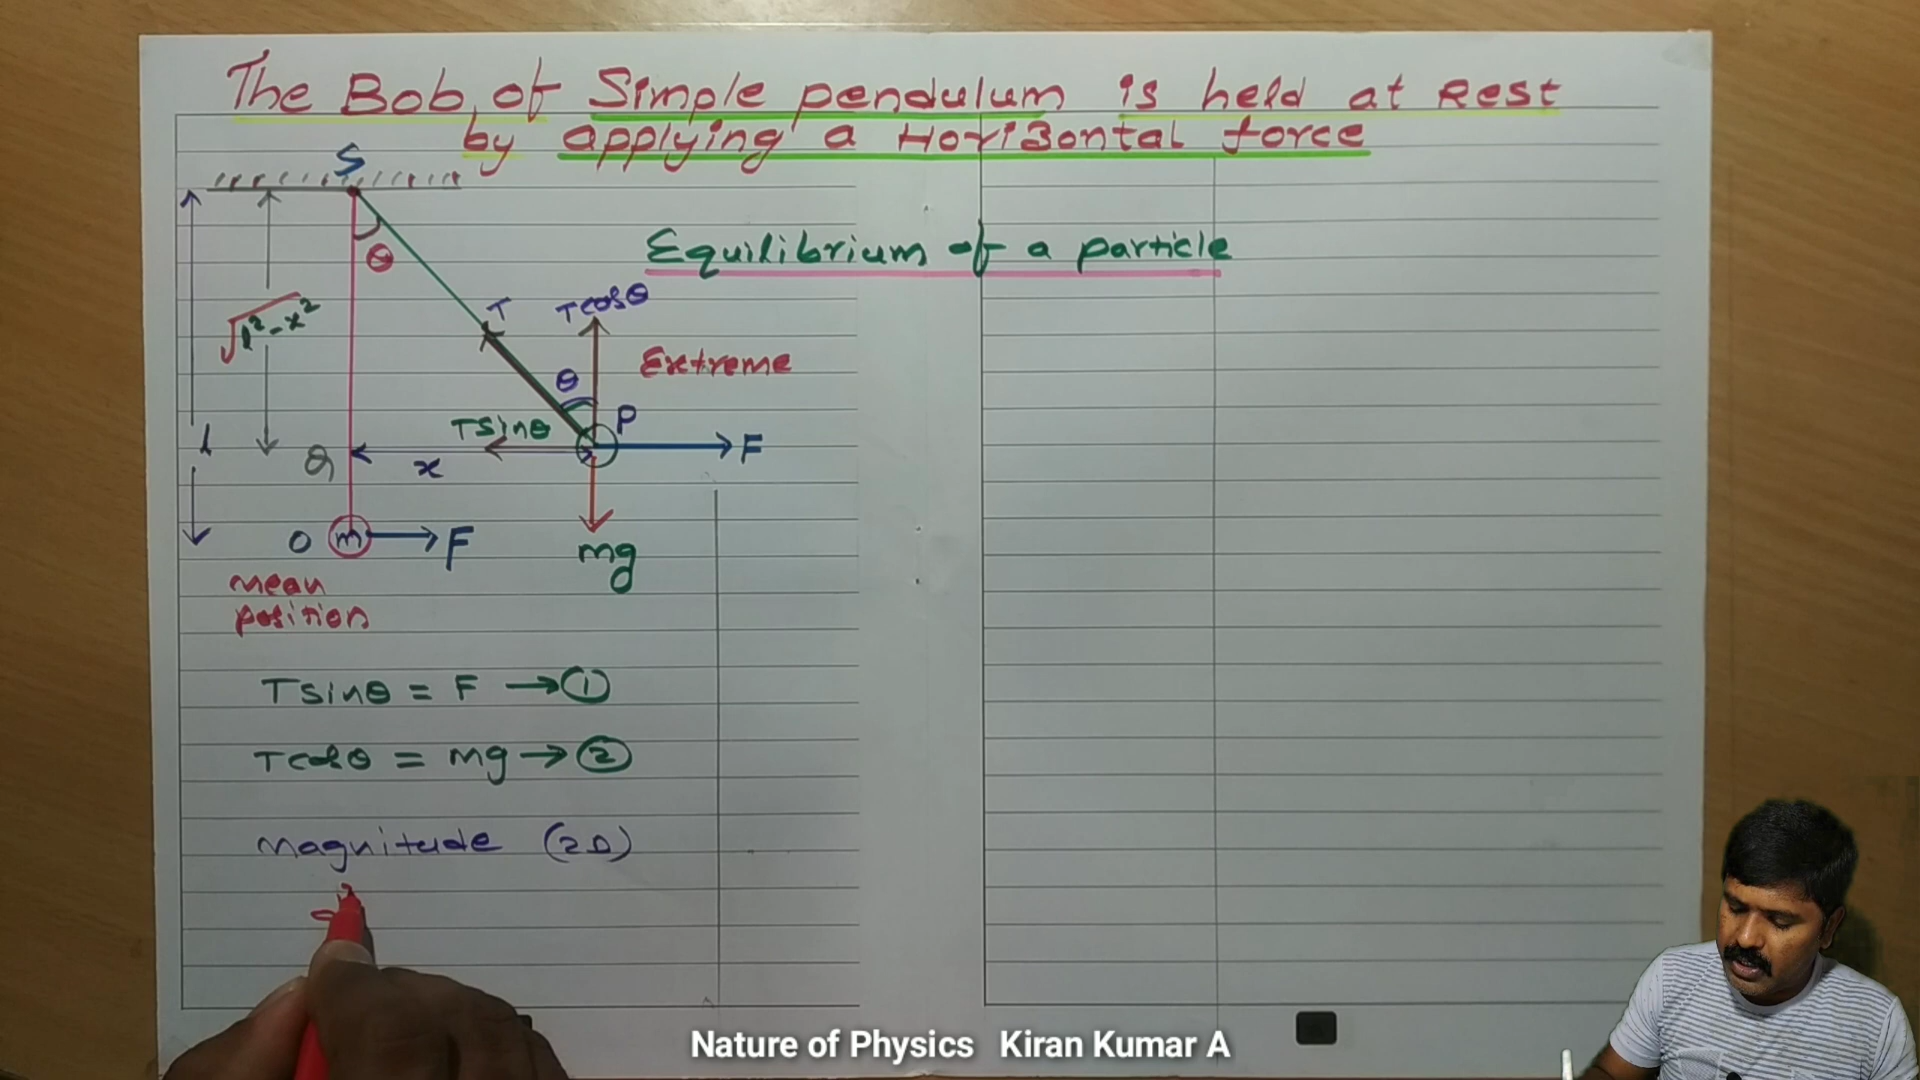 The Bob of Simple pendulum is held at Rest
by applying a Horizontal force
S
θ
Equilibrium of a particle
√l²-x²
T
Tcosθ
Extreme
θ
Tsinθ
P
F
l
Q
x
O
m
F
mg
mean
position
Tsinθ = F →①
Tcosθ = mg →②
Magnitude (2D)
Nature of Physics Kiran Kumar A